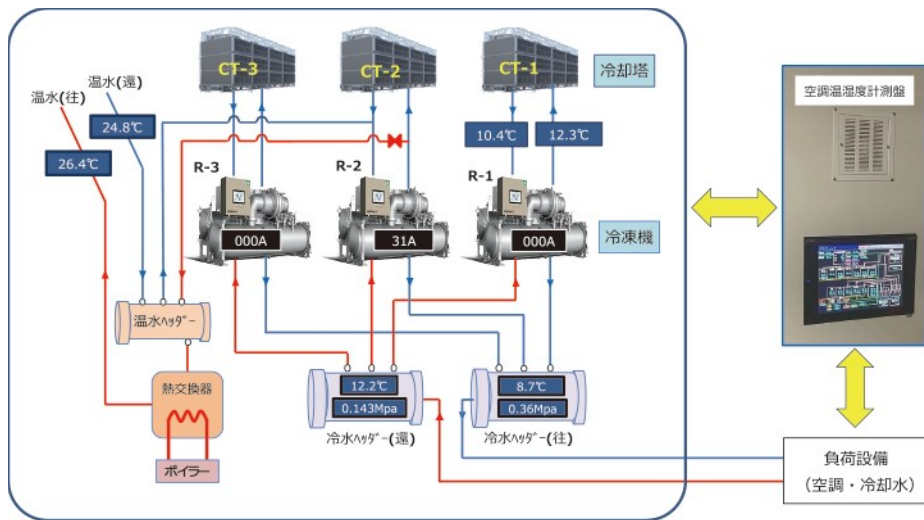 CT-3
CT-2
CT-1
冷却塔
温水(還)
温水(往)
24.8℃
26.4℃
10.4℃
12.3℃
R-3
R-2
R-1
000A
31A
000A
冷凍機
空調温湿度計測盤
温水ﾍｯﾀﾞｰ
熱交換器
ボイラー
12.2℃
0.143Mpa
冷水ﾍｯﾀﾞｰ(還)
8.7℃
0.36Mpa
冷水ﾍｯﾀﾞｰ(往)
負荷設備
（空調・冷却水）